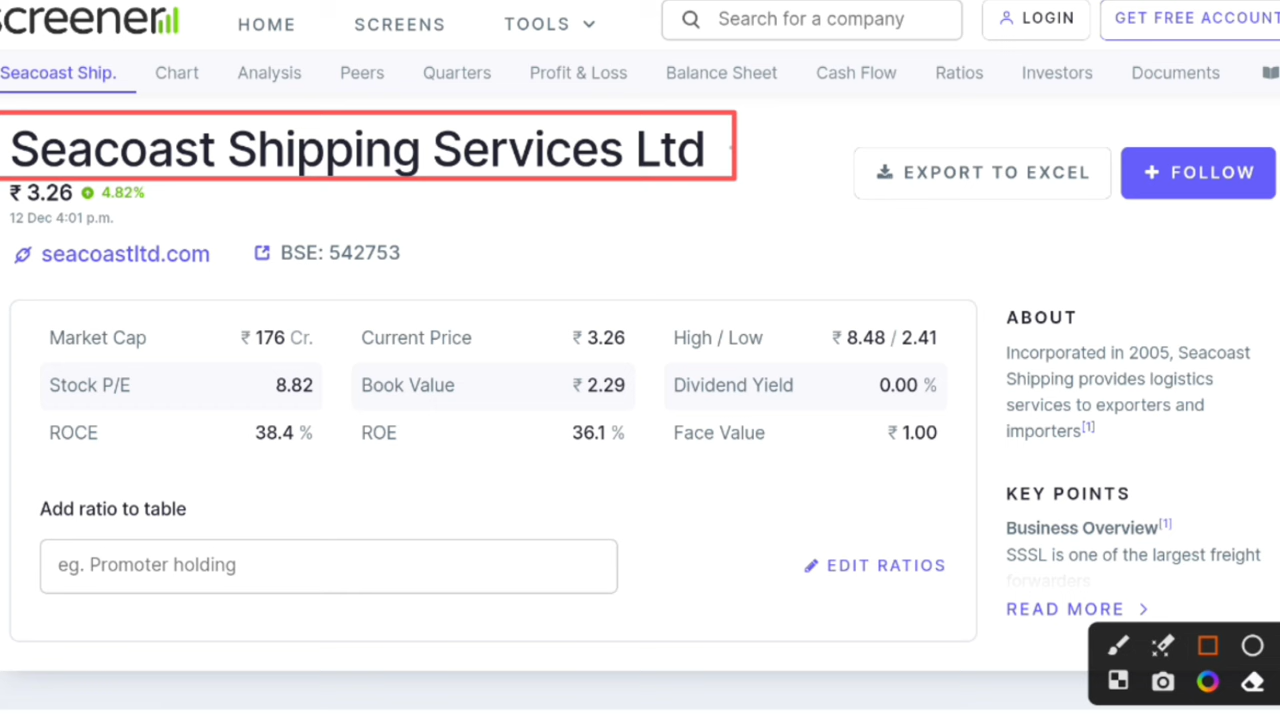 screener
HOME SCREENS TOOLS
Search for a company
LOGIN
GET FREE ACCOUNT
Seacoast Ship. Chart Analysis Peers Quarters Profit & Loss Balance Sheet Cash Flow Ratios Investors Documents
Seacoast Shipping Services Ltd
₹ 3.26 4.82%
12 Dec 4:01 p.m.
EXPORT TO EXCEL
+ FOLLOW
seacoastltd.com BSE: 542753
Market Cap ₹ 176 Cr. Current Price ₹ 3.26 High / Low ₹ 8.48 / 2.41
Stock P/E 8.82 Book Value ₹ 2.29 Dividend Yield 0.00 %
ROCE 38.4 % ROE 36.1 % Face Value ₹ 1.00
Add ratio to table
eg. Promoter holding
EDIT RATIOS
ABOUT
Incorporated in 2005, Seacoast
Shipping provides logistics
services to exporters and
importers[1]
KEY POINTS
Business Overview[1]
SSSL is one of the largest freight
forwarders
READ MORE